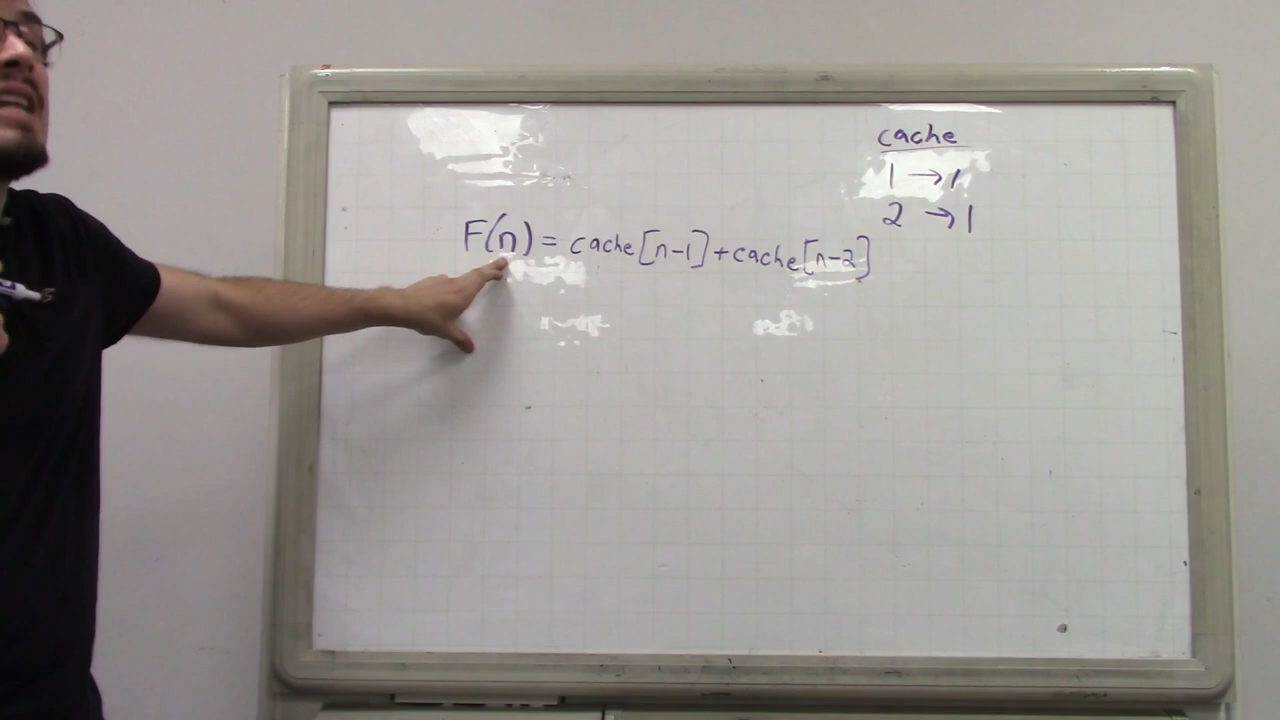 cache
1 → 1
2 → 1
F(n) = cache[n-1] + cache[n-2]